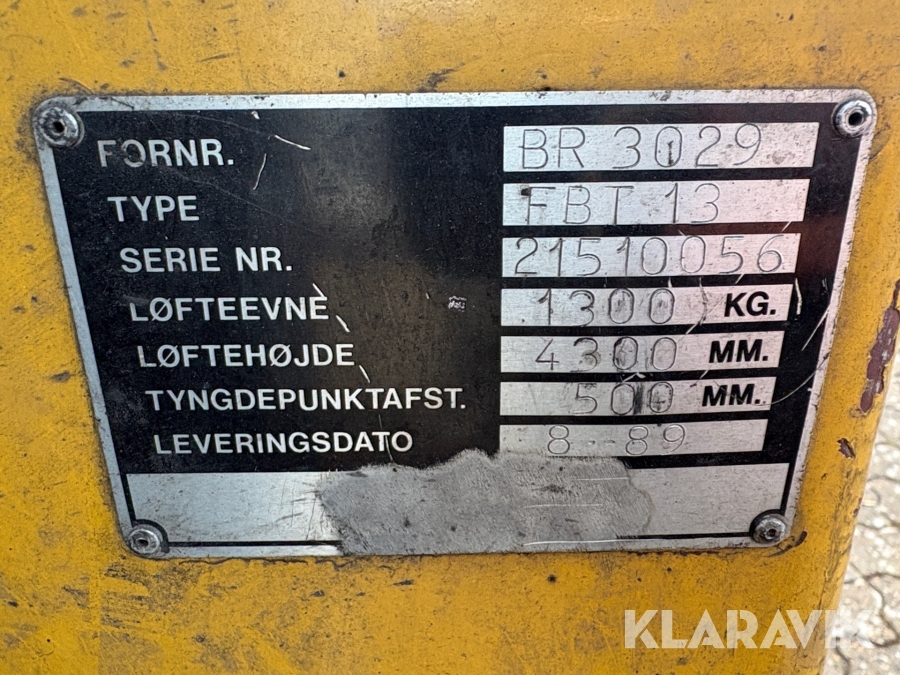 FORNR. BR 3029
TYPE FBT 13
SERIE NR. 21510056
LØFTEEVNE 1300 KG.
LØFTEHØJDE 4300 MM.
TYNGDEPUNKTAFST. 500 MM.
LEVERINGSDATO 8-89
KLARAVIK